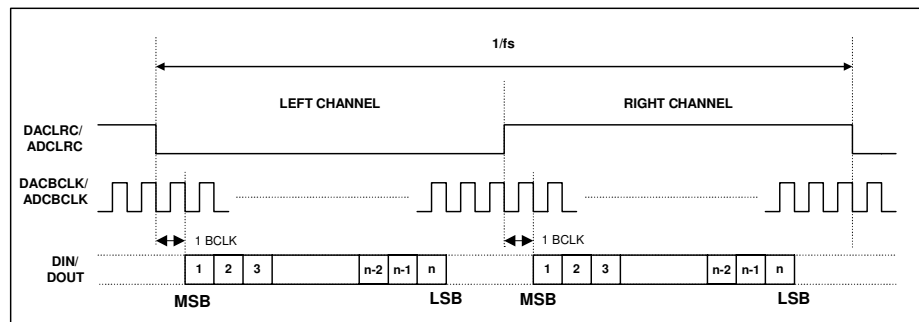 1/fs
LEFT CHANNEL
RIGHT CHANNEL
DACLRC/
ADCLRC
DACBCLK/
ADCBCLK
1 BCLK
1 BCLK
DIN/
DOUT
1 2 3 n-2 n-1 n 1 2 3 n-2 n-1 n
MSB LSB MSB LSB